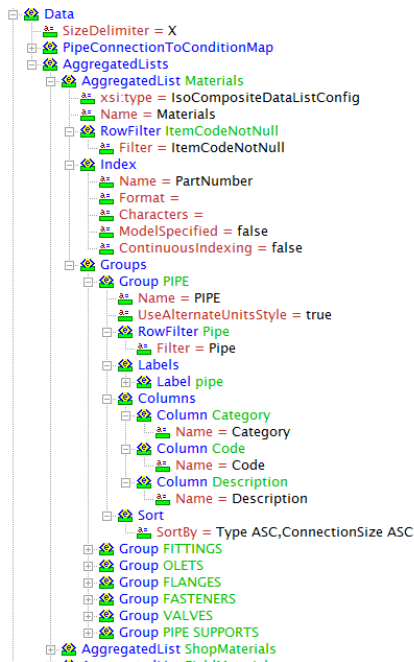 Data
SizeDelimiter = X
PipeConnectionToConditionMap
AggregatedLists
AggregatedList Materials
xsi:type = IsoCompositeDataListConfig
Name = Materials
RowFilter ItemCodeNotNull
Filter = ItemCodeNotNull
Index
Name = PartNumber
Format =
Characters =
ModelSpecified = false
ContinuousIndexing = false
Groups
Group PIPE
Name = PIPE
UseAlternateUnitsStyle = true
RowFilter Pipe
Filter = Pipe
Labels
Label pipe
Columns
Column Category
Name = Category
Column Code
Name = Code
Column Description
Name = Description
Sort
SortBy = Type ASC,ConnectionSize ASC
Group FITTINGS
Group OLETS
Group FLANGES
Group FASTENERS
Group VALVES
Group PIPE SUPPORTS
AggregatedList ShopMaterials